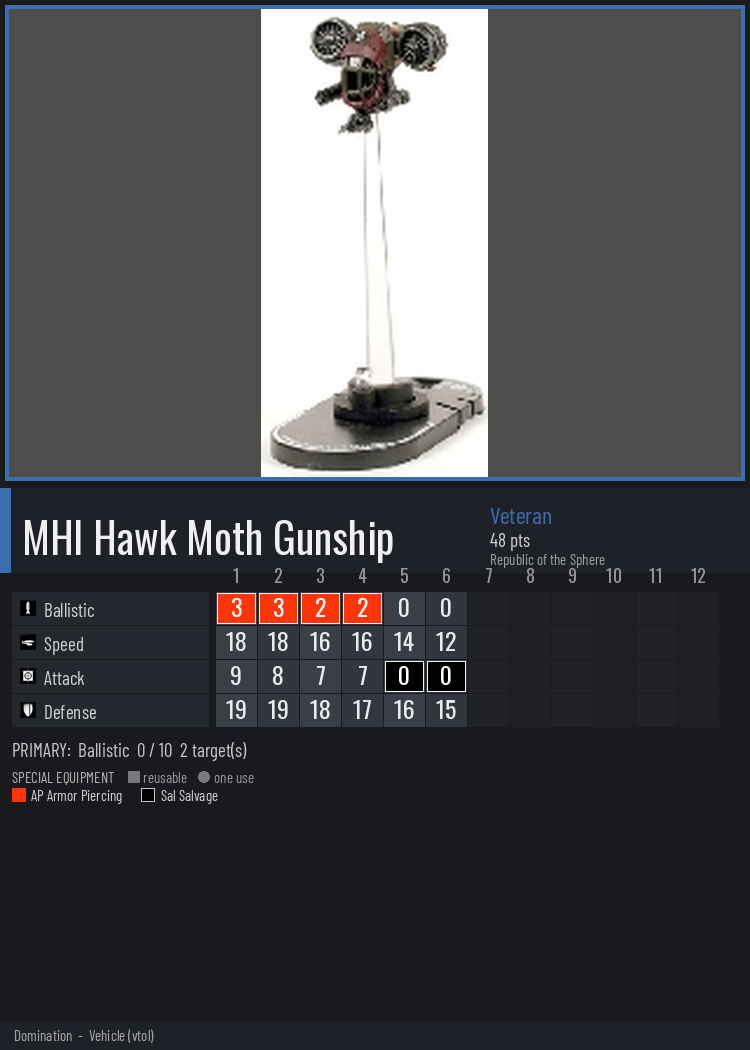 MHI Hawk Moth Gunship
Veteran
48 pts
Republic of the Sphere
1 2 3 4 5 6 7 8 9 10 11 12
Ballistic 3 3 2 2 0 0
Speed 18 18 16 16 14 12
Attack 9 8 7 7 0 0
Defense 19 19 18 17 16 15
PRIMARY: Ballistic 0 / 10 2 target(s)
SPECIAL EQUIPMENT reusable one use
AP Armor Piercing Sal Salvage
Domination - Vehicle (vtol)